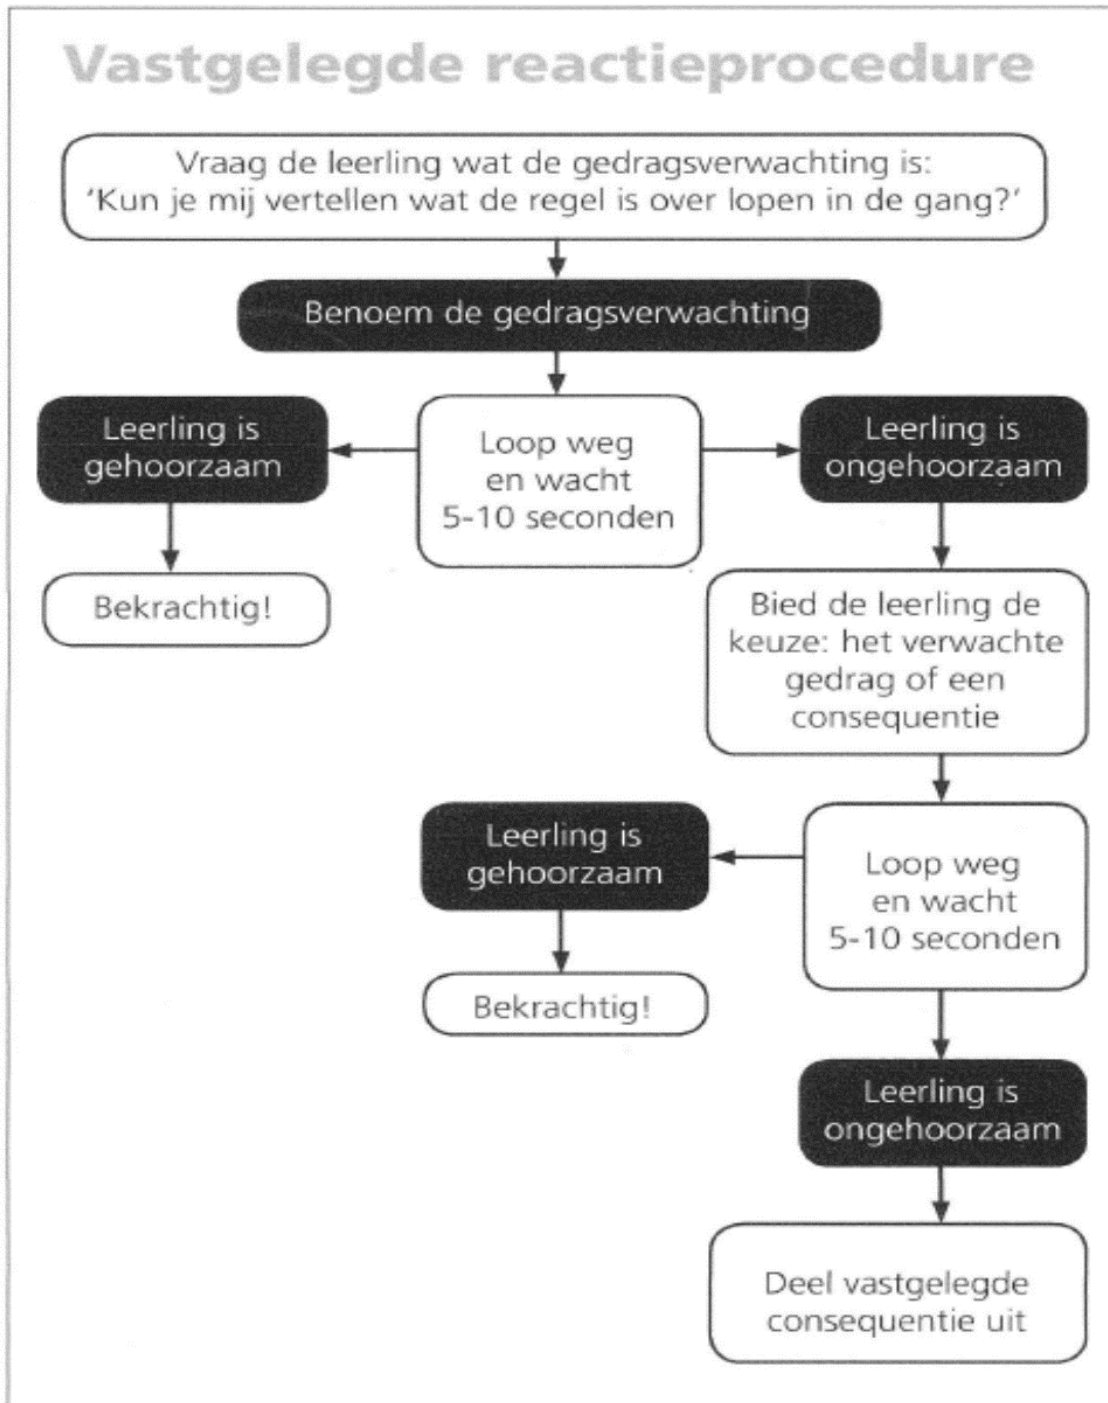 Vastgelegde reactieprocedure
Vraag de leerling wat de gedragsverwachting is:
'Kun je mij vertellen wat de regel is over lopen in de gang?'
Benoem de gedragsverwachting
Leerling is
gehoorzaam
Loop weg
en wacht
5-10 seconden
Leerling is
ongehoorzaam
Bekrachtig!
Bied de leerling de
keuze: het verwachte
gedrag of een
consequentie
Leerling is
gehoorzaam
Loop weg
en wacht
5-10 seconden
Bekrachtig!
Leerling is
ongehoorzaam
Deel vastgelegde
consequentie uit